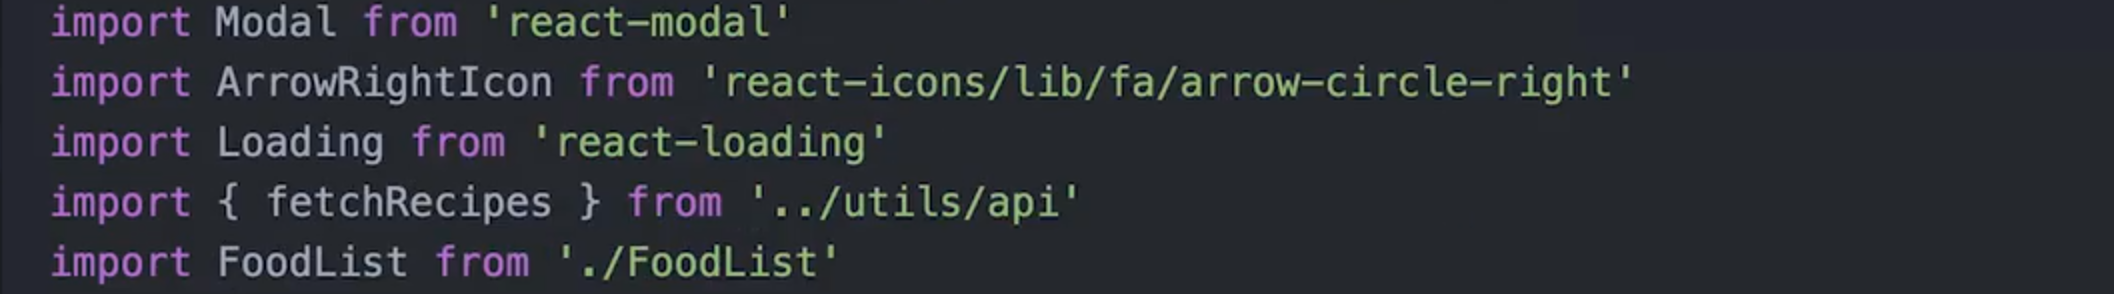 import Modal from 'react-modal'
import ArrowRightIcon from 'react-icons/lib/fa/arrow-circle-right'
import Loading from 'react-loading'
import { fetchRecipes } from '../utils/api'
import FoodList from './FoodList'